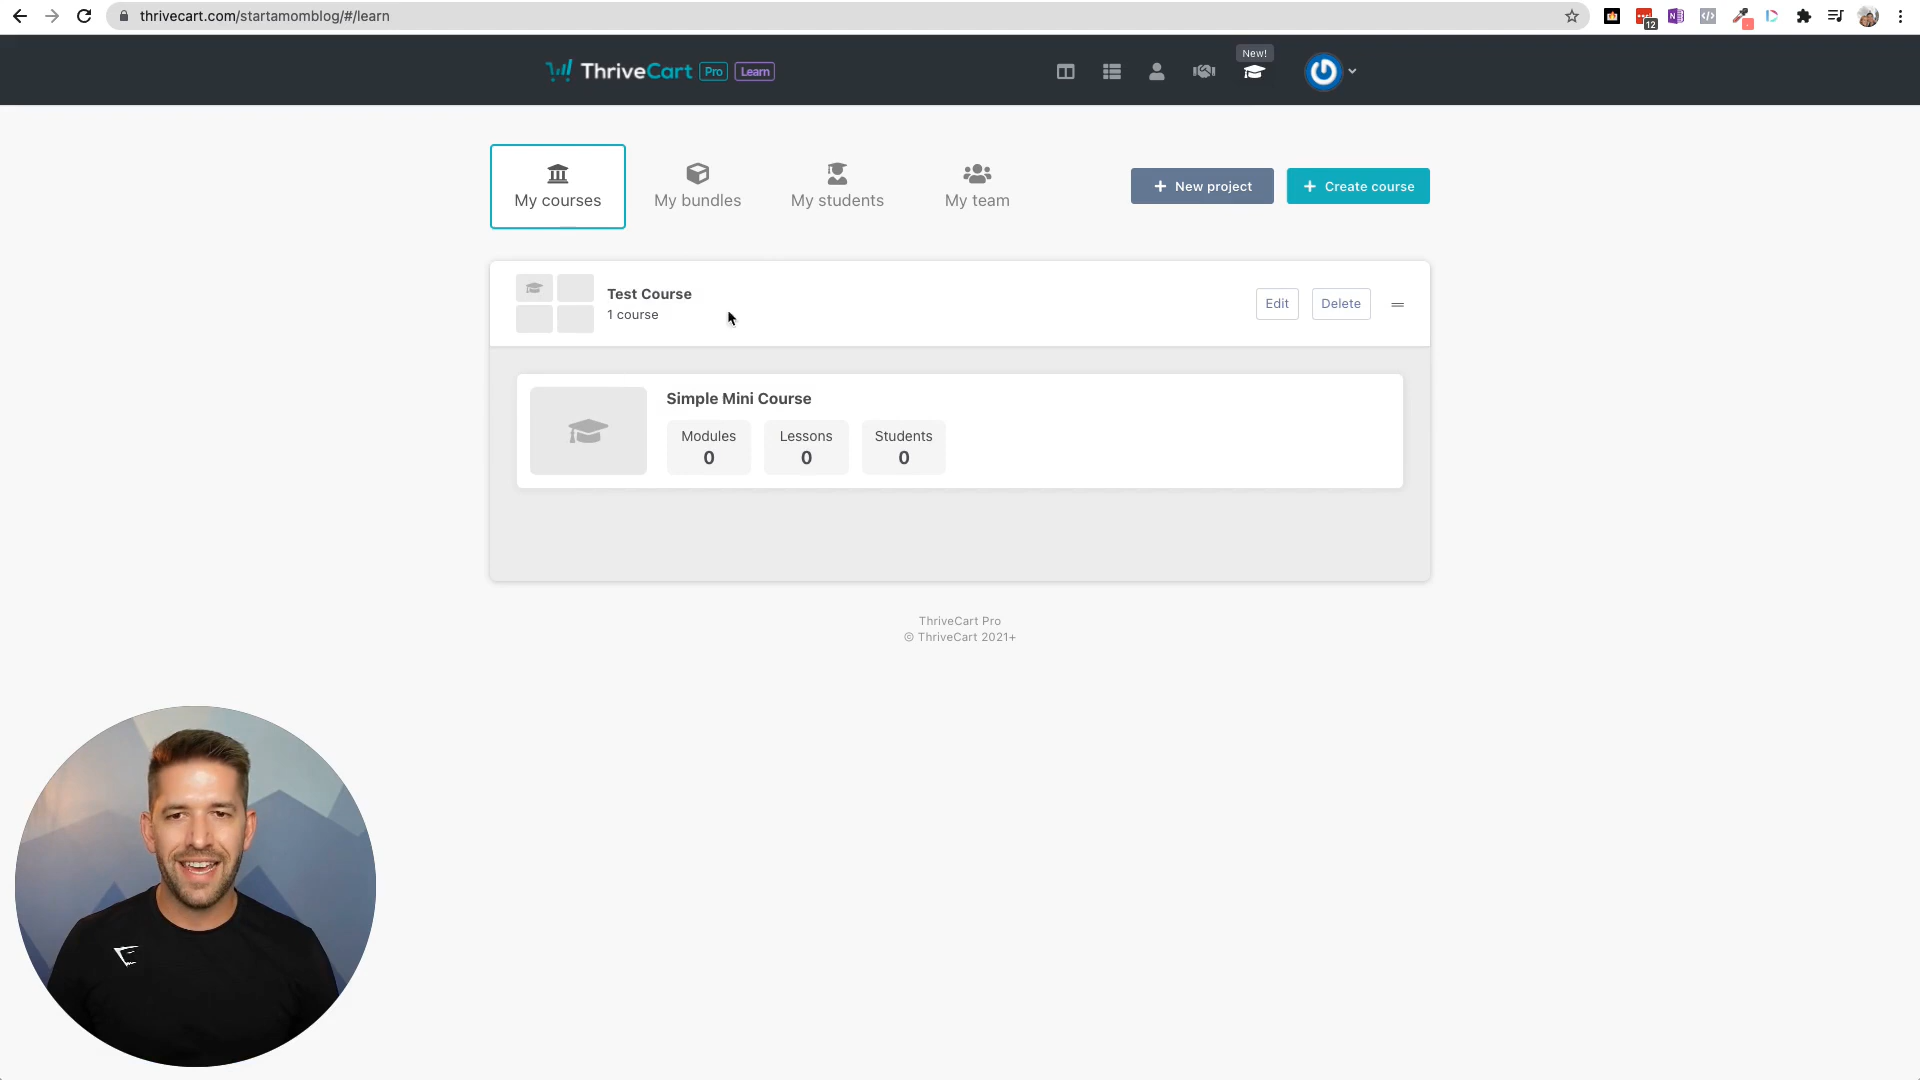 thrivecart.com/startamomblog/#/learn
12
New!
ThriveCart Pro Learn
My courses
My bundles
My students
My team
+ New project
+ Create course
Test Course
1 course
Edit
Delete
Simple Mini Course
Modules
0
Lessons
0
Students
0
ThriveCart Pro
© ThriveCart 2021+